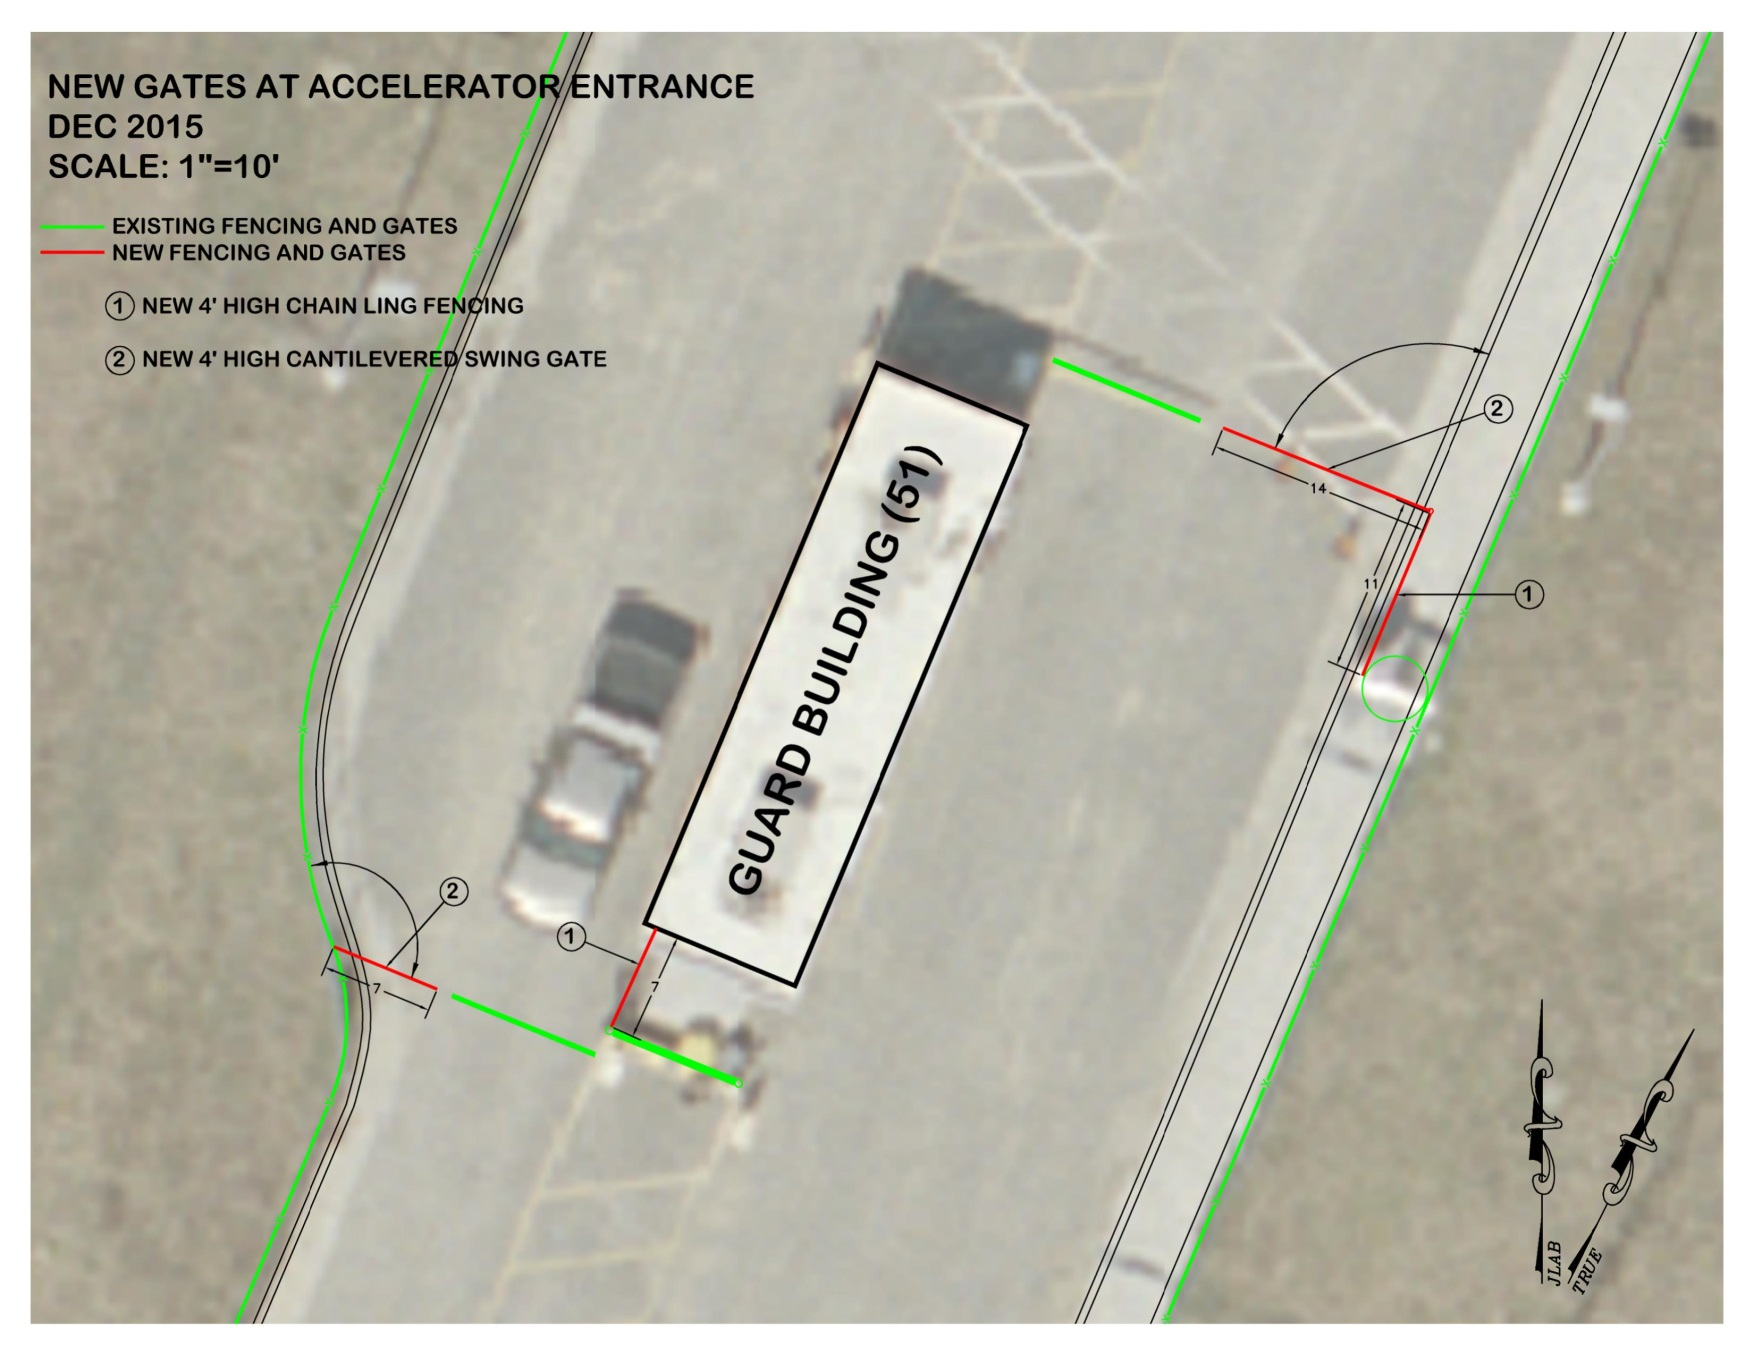 NEW GATES AT ACCELERATOR ENTRANCE
DEC 2015
SCALE: 1"=10'
EXISTING FENCING AND GATES
NEW FENCING AND GATES
1 NEW 4' HIGH CHAIN LING FENCING
2 NEW 4' HIGH CANTILEVERED SWING GATE
2
14
11
1
GUARD BUILDING (51)
2
1
7
7
JLAB
TRUE